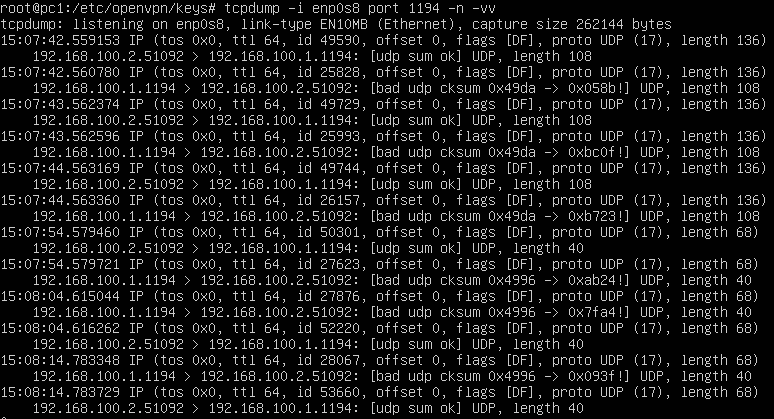 root@pc1:/etc/openvpn/keys# tcpdump -i enp0s8 port 1194 -n -vv
tcpdump: listening on enp0s8, link-type EN10MB (Ethernet), capture size 262144 bytes
15:07:42.559153 IP (tos 0x0, ttl 64, id 49590, offset 0, flags [DF], proto UDP (17), length 136)
    192.168.100.2.51092 > 192.168.100.1.1194: [udp sum ok] UDP, length 108
15:07:42.560780 IP (tos 0x0, ttl 64, id 25828, offset 0, flags [DF], proto UDP (17), length 136)
    192.168.100.1.1194 > 192.168.100.2.51092: [bad udp cksum 0x49da -> 0x058b!] UDP, length 108
15:07:43.562374 IP (tos 0x0, ttl 64, id 49729, offset 0, flags [DF], proto UDP (17), length 136)
    192.168.100.2.51092 > 192.168.100.1.1194: [udp sum ok] UDP, length 108
15:07:43.562596 IP (tos 0x0, ttl 64, id 25993, offset 0, flags [DF], proto UDP (17), length 136)
    192.168.100.1.1194 > 192.168.100.2.51092: [bad udp cksum 0x49da -> 0xbc0f!] UDP, length 108
15:07:44.563169 IP (tos 0x0, ttl 64, id 49744, offset 0, flags [DF], proto UDP (17), length 136)
    192.168.100.2.51092 > 192.168.100.1.1194: [udp sum ok] UDP, length 108
15:07:44.563360 IP (tos 0x0, ttl 64, id 26157, offset 0, flags [DF], proto UDP (17), length 136)
    192.168.100.1.1194 > 192.168.100.2.51092: [bad udp cksum 0x49da -> 0xb723!] UDP, length 108
15:07:54.579460 IP (tos 0x0, ttl 64, id 50301, offset 0, flags [DF], proto UDP (17), length 68)
    192.168.100.2.51092 > 192.168.100.1.1194: [udp sum ok] UDP, length 40
15:07:54.579721 IP (tos 0x0, ttl 64, id 27623, offset 0, flags [DF], proto UDP (17), length 68)
    192.168.100.1.1194 > 192.168.100.2.51092: [bad udp cksum 0x4996 -> 0xab24!] UDP, length 40
15:08:04.615044 IP (tos 0x0, ttl 64, id 27876, offset 0, flags [DF], proto UDP (17), length 68)
    192.168.100.1.1194 > 192.168.100.2.51092: [bad udp cksum 0x4996 -> 0x7fa4!] UDP, length 40
15:08:04.616262 IP (tos 0x0, ttl 64, id 52220, offset 0, flags [DF], proto UDP (17), length 68)
    192.168.100.2.51092 > 192.168.100.1.1194: [udp sum ok] UDP, length 40
15:08:14.783348 IP (tos 0x0, ttl 64, id 28067, offset 0, flags [DF], proto UDP (17), length 68)
    192.168.100.1.1194 > 192.168.100.2.51092: [bad udp cksum 0x4996 -> 0x093f!] UDP, length 40
15:08:14.783729 IP (tos 0x0, ttl 64, id 53660, offset 0, flags [DF], proto UDP (17), length 68)
    192.168.100.2.51092 > 192.168.100.1.1194: [udp sum ok] UDP, length 40